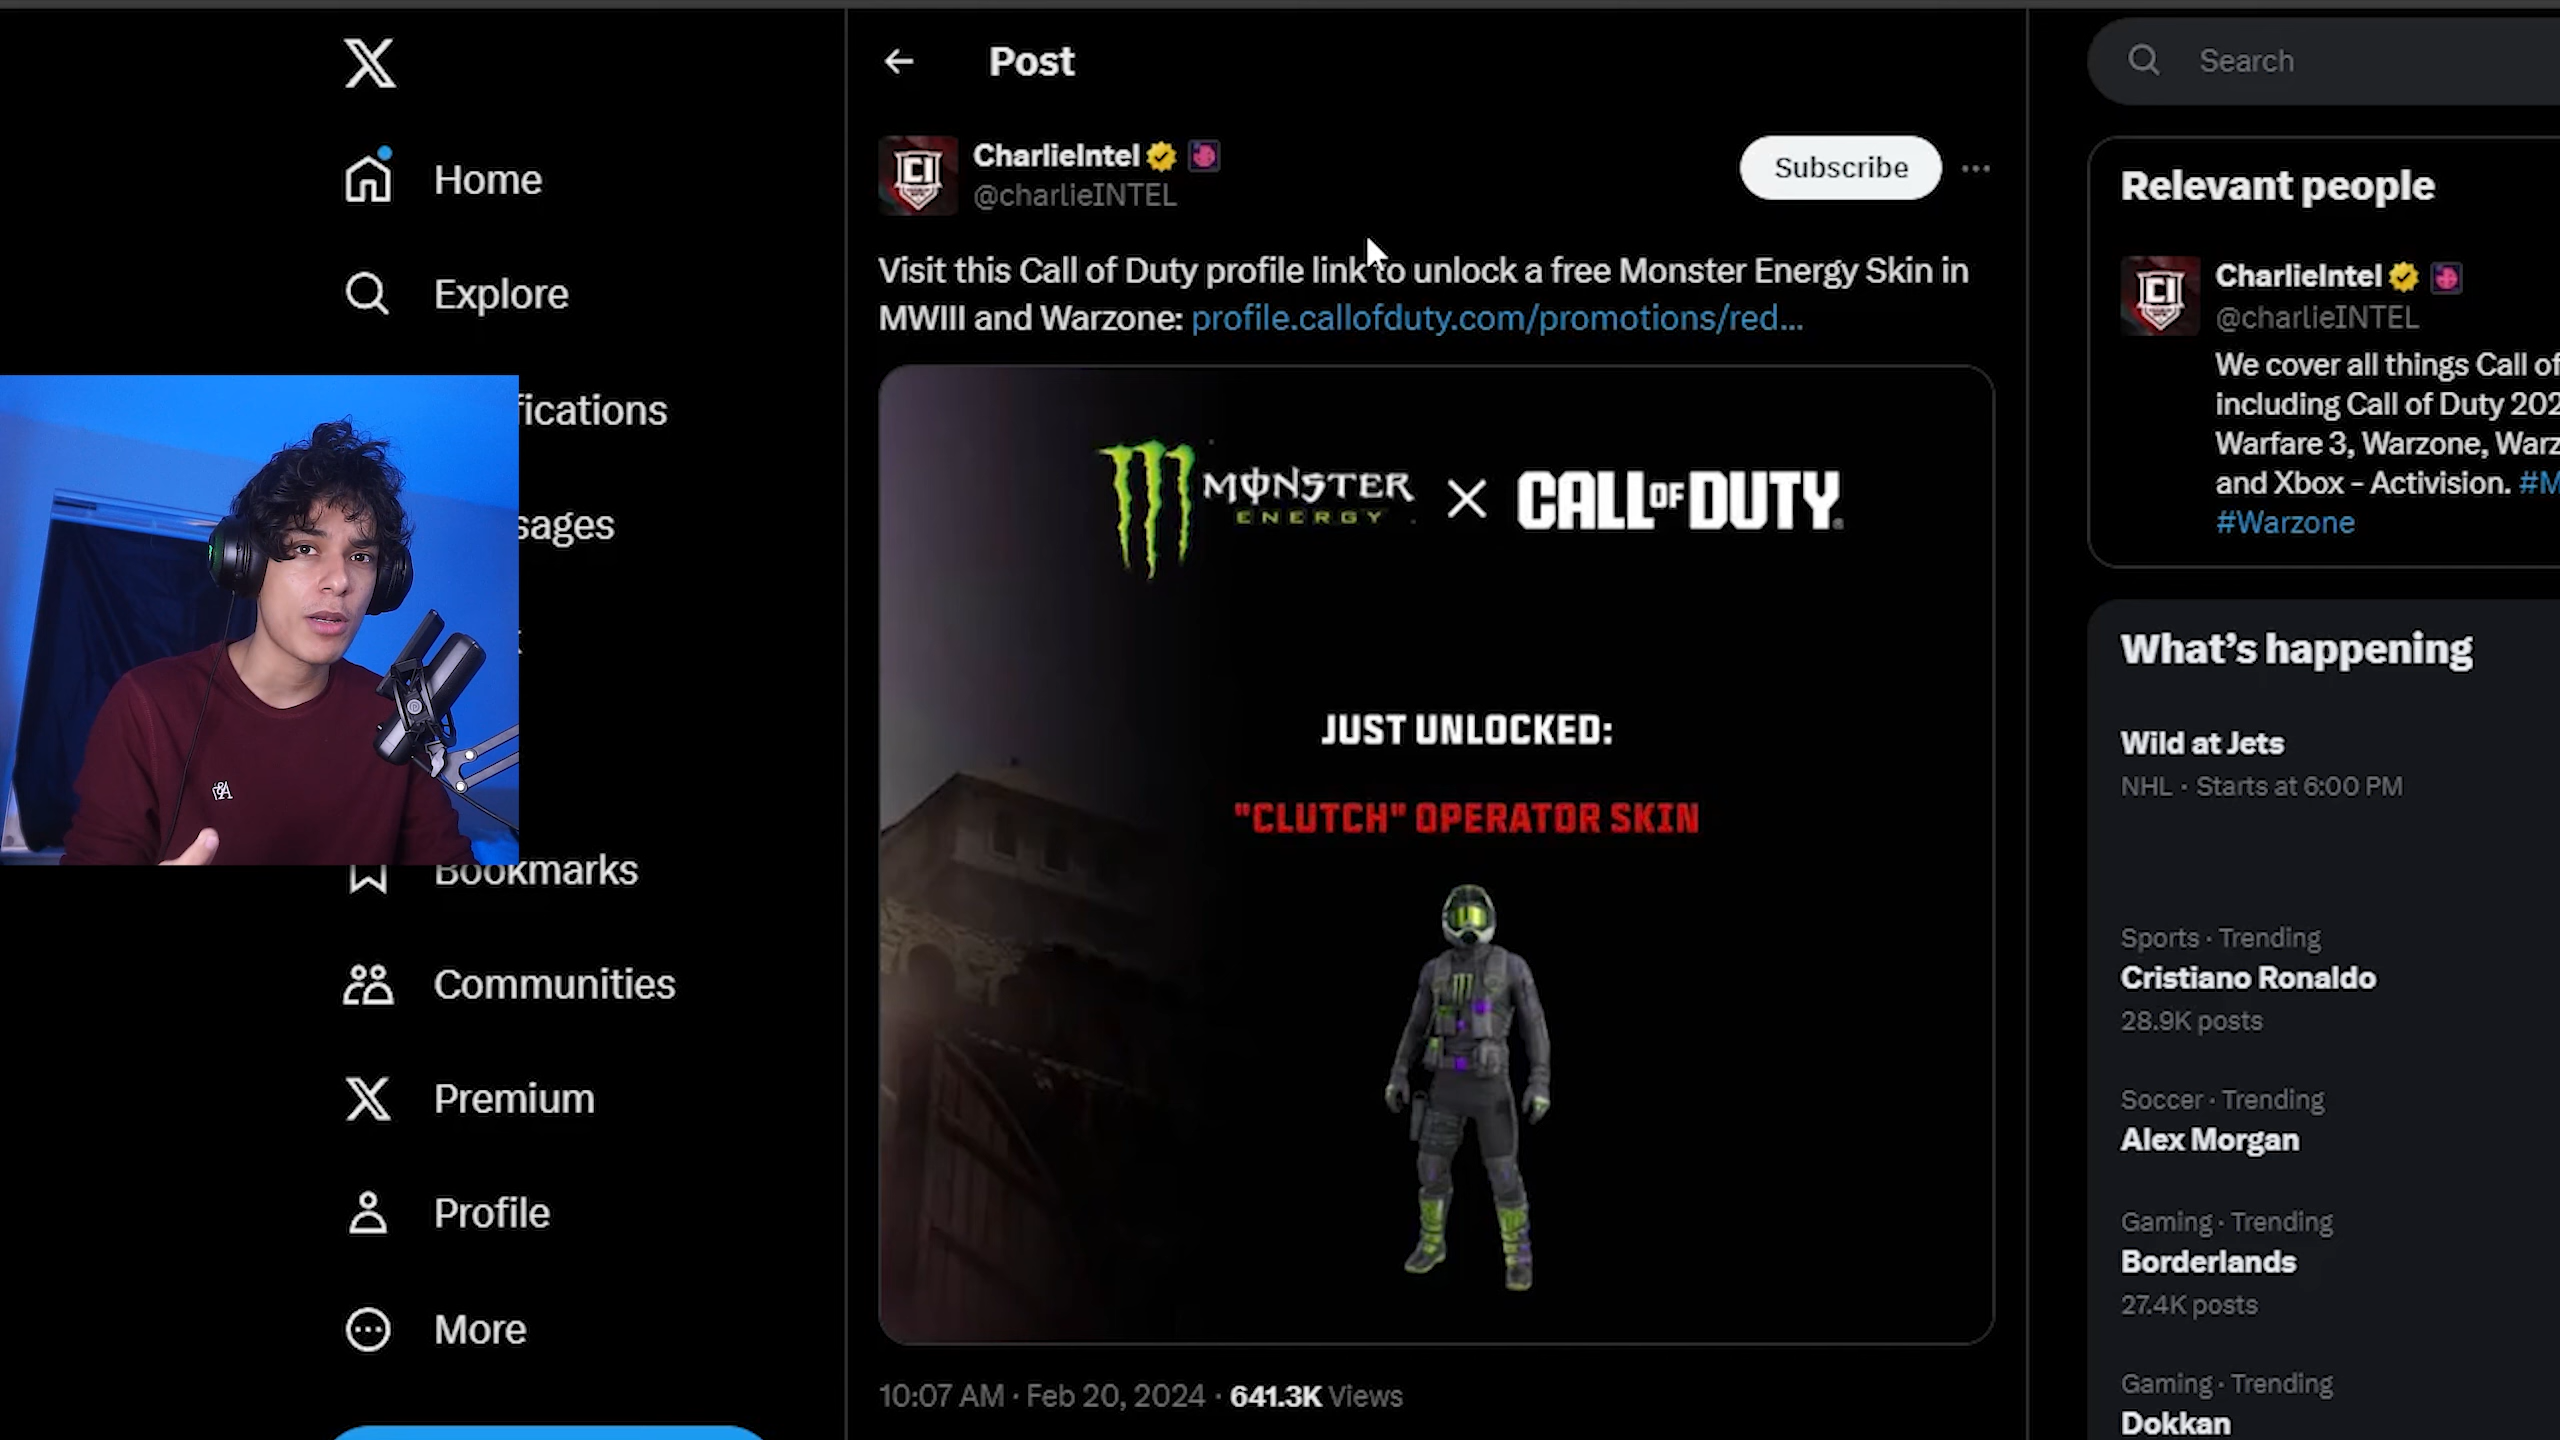 Home
Explore
fications
sages
Bookmarks
Communities
Premium
Profile
More
Post
CharlieIntel
@charlieINTEL
Subscribe
Visit this Call of Duty profile link to unlock a free Monster Energy Skin in
MWIII and Warzone: profile.callofduty.com/promotions/red...
MONSTER
ENERGY
X
CALL OF DUTY
JUST UNLOCKED:
"CLUTCH" OPERATOR SKIN
10:07 AM · Feb 20, 2024 · 641.3K Views
Search
Relevant people
CharlieIntel
@charlieINTEL
We cover all things Call of
including Call of Duty 202
Warfare 3, Warzone, Warz
and Xbox - Activision. #M
#Warzone
What's happening
Wild at Jets
NHL · Starts at 6:00 PM
Sports · Trending
Cristiano Ronaldo
28.9K posts
Soccer · Trending
Alex Morgan
Gaming · Trending
Borderlands
27.4K posts
Gaming · Trending
Dokkan